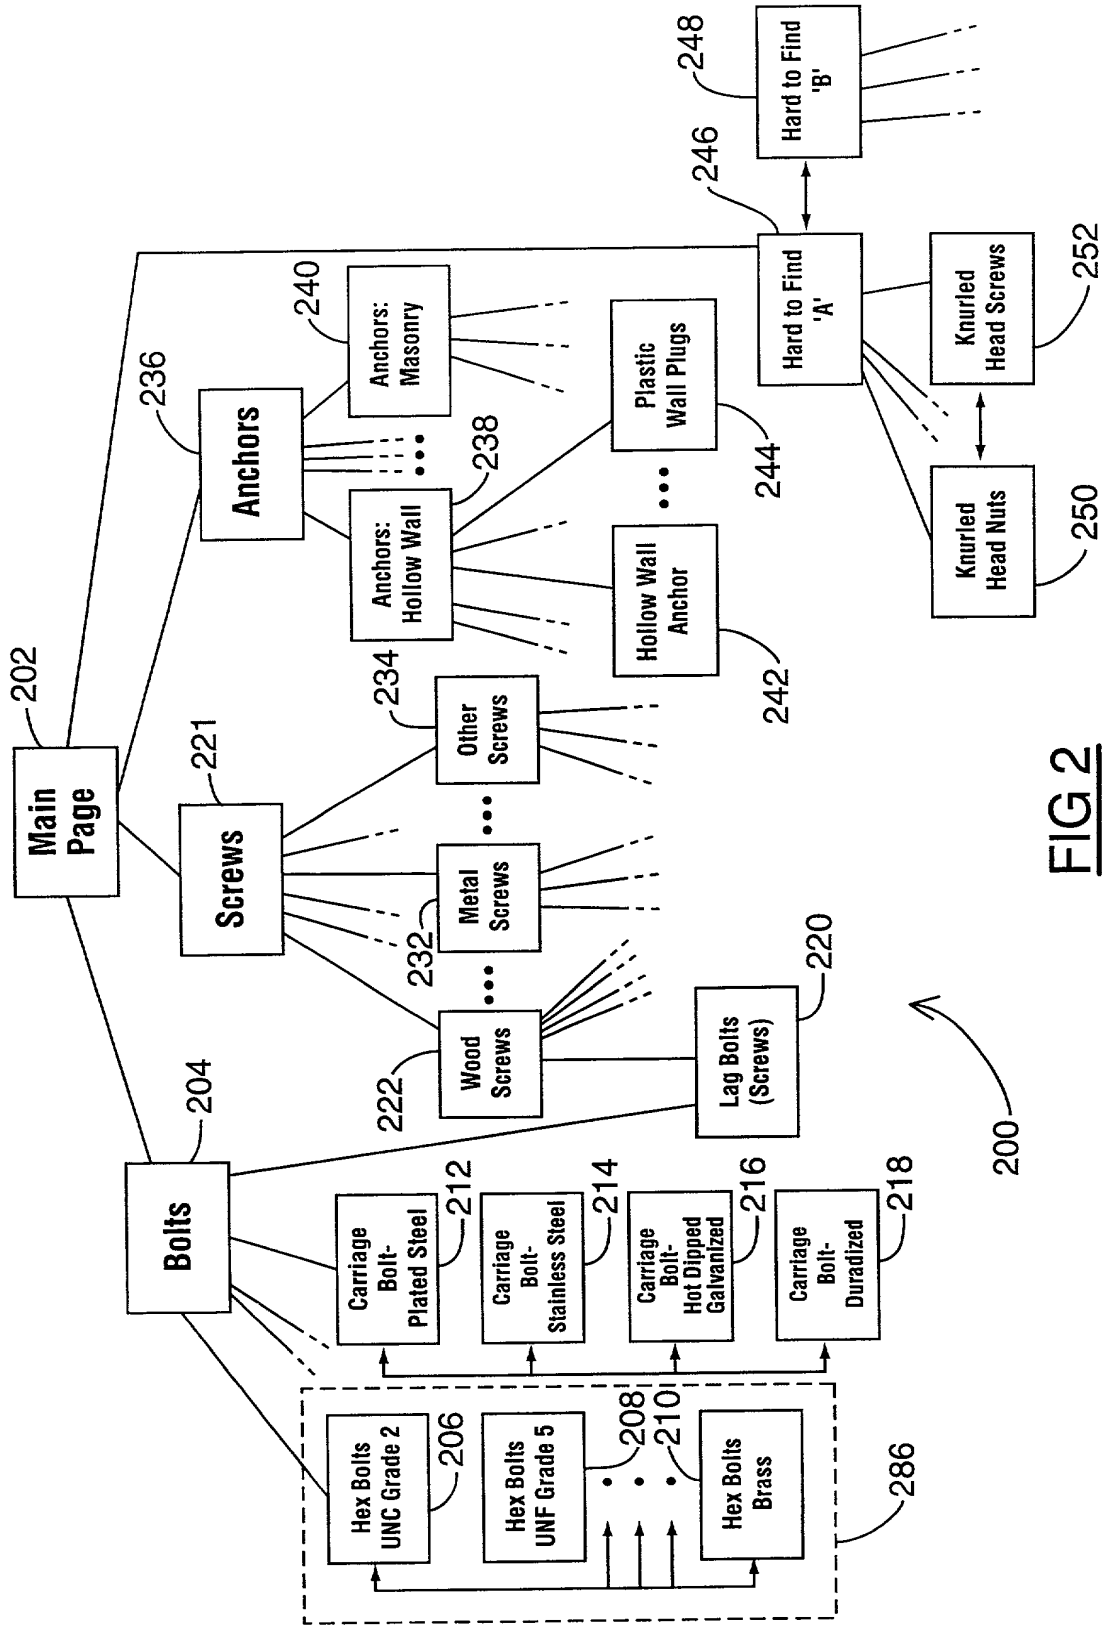 202
Main
Page
204
Bolts
221
Screws
236
Anchors
206
Hex Bolts
UNC Grade 2
208
Hex Bolts
UNF Grade 5
210
Hex Bolts
Brass
286
212
Carriage
Bolt-
Plated Steel
214
Carriage
Bolt-
Stainless Steel
216
Carriage
Bolt-
Hot Dipped
Galvanized
218
Carriage
Bolt-
Duradized
220
Lag Bolts
(Screws)
222
Wood
Screws
232
Metal
Screws
234
Other
Screws
238
Anchors:
Hollow Wall
240
Anchors:
Masonry
242
Hollow Wall
Anchor
244
Plastic
Wall Plugs
246
Hard to Find
'A'
248
Hard to Find
'B'
250
Knurled
Head Nuts
252
Knurled
Head Screws
200
FIG 2